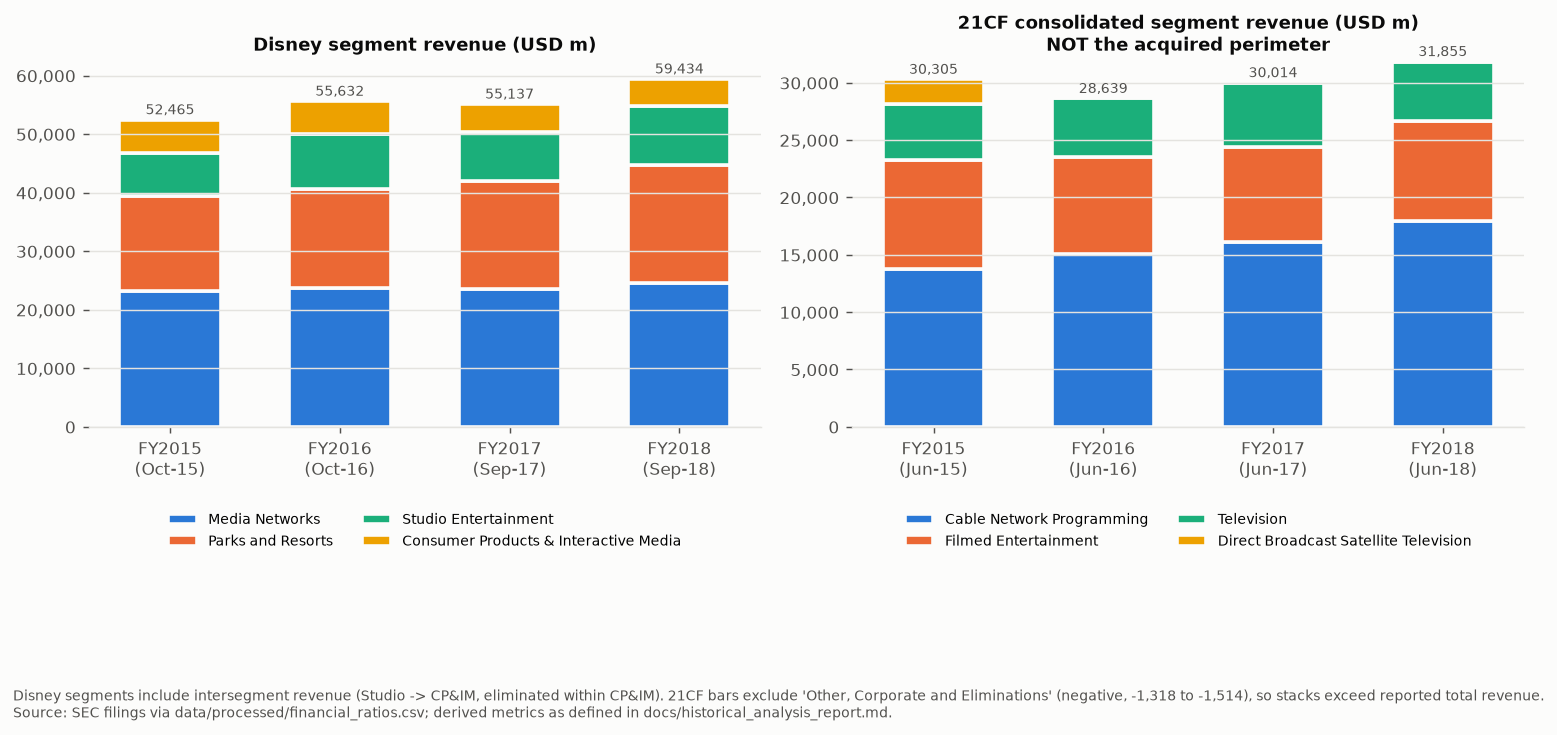 Disney segment revenue (USD m)
60,000
50,000
40,000
30,000
20,000
10,000
0
52,465
55,632
55,137
59,434
FY2015
(Oct-15)
FY2016
(Oct-16)
FY2017
(Sep-17)
FY2018
(Sep-18)
Media Networks
Parks and Resorts
Studio Entertainment
Consumer Products & Interactive Media
21CF consolidated segment revenue (USD m)
NOT the acquired perimeter
30,000
25,000
20,000
15,000
10,000
5,000
0
30,305
28,639
30,014
31,855
FY2015
(Jun-15)
FY2016
(Jun-16)
FY2017
(Jun-17)
FY2018
(Jun-18)
Cable Network Programming
Filmed Entertainment
Television
Direct Broadcast Satellite Television
Disney segments include intersegment revenue (Studio -> CP&IM, eliminated within CP&IM). 21CF bars exclude 'Other, Corporate and Eliminations' (negative, -1,318 to -1,514), so stacks exceed reported total revenue.
Source: SEC filings via data/processed/financial_ratios.csv; derived metrics as defined in docs/historical_analysis_report.md.